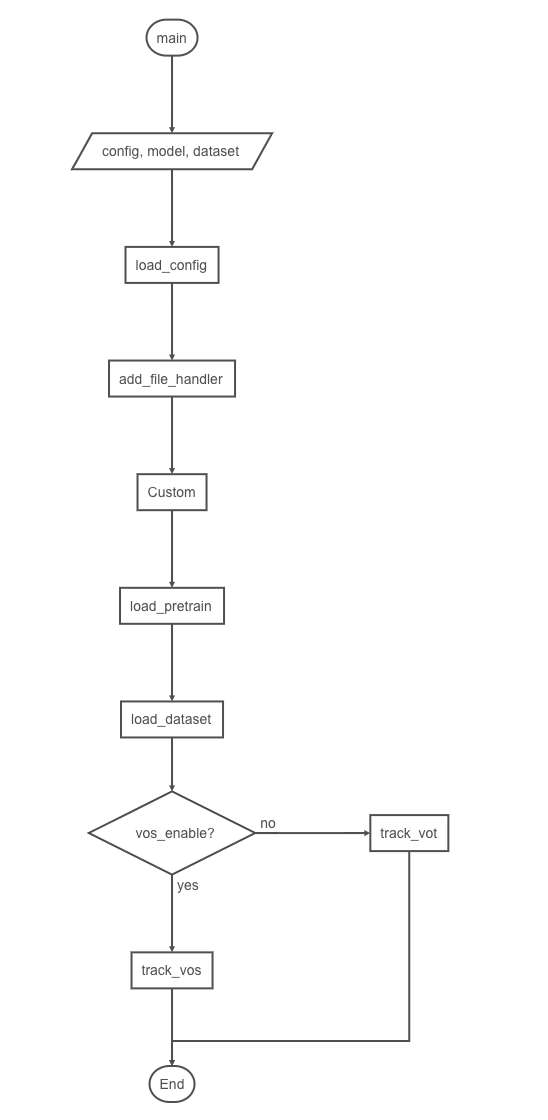 main
config, model, dataset
load_config
add_file_handler
Custom
load_pretrain
load_dataset
vos_enable?
no
track_vot
yes
track_vos
End